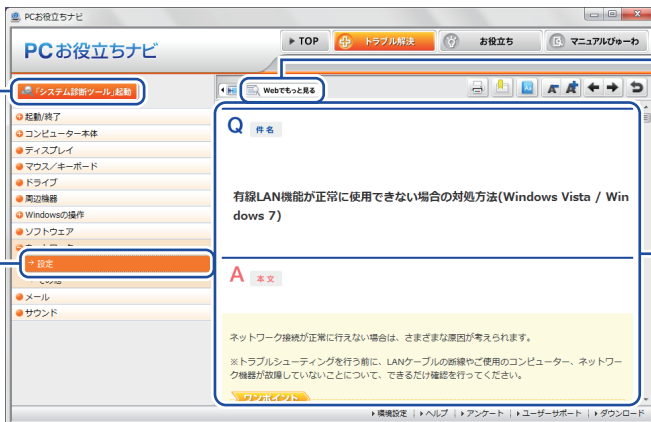 PCお役立ちナビ
PCお役立ちナビ
TOP
トラブル解決
お役立ち
マニュアルびゅーわ
「システム診断ツール」起動
Webでもっと見る
起動/終了
コンピューター本体
ディスプレイ
マウス/キーボード
ドライブ
周辺機器
Windowsの操作
ソフトウェア
設定
メール
サウンド
Q 件名
有線LAN機能が正常に使用できない場合の対処方法(Windows Vista / Win
dows 7)
A 本文
ネットワーク接続が正常に行えない場合は、さまざまな原因が考えられます。
※トラブルシューティングを行う前に、LANケーブルの断線やご使用のコンピューター、ネットワー
ク機器が故障していないことについて、できるだけ確認を行ってください。
ワンポイント
環境設定 | ヘルプ | アンケート | ユーザーサポート | ダウンロード